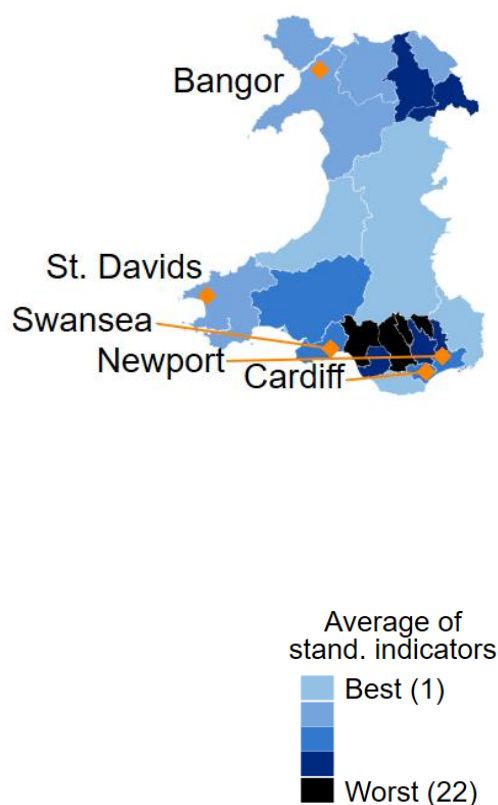 Bangor
St. Davids
Swansea
Newport
Cardiff
Average of
stand. indicators
Best (1)
Worst (22)